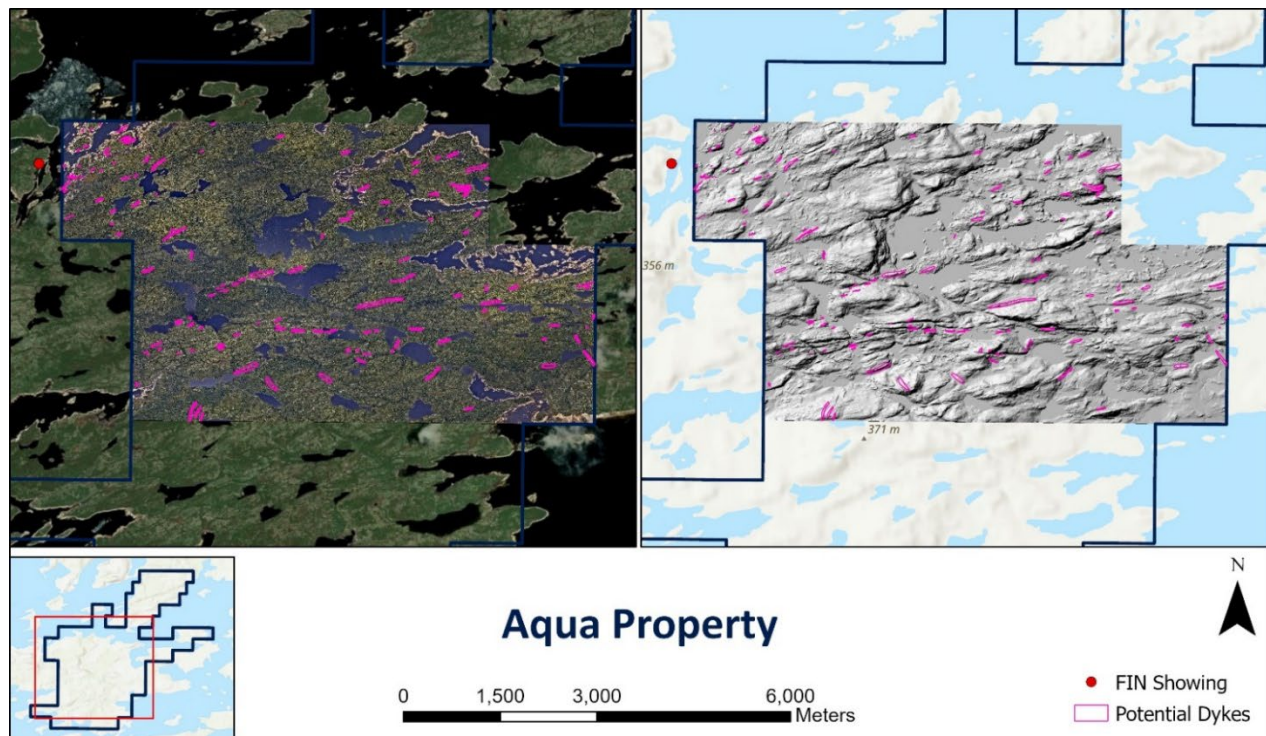 356 m
371 m
Aqua Property
N
0 1,500 3,000 6,000
Meters
FIN Showing
Potential Dykes